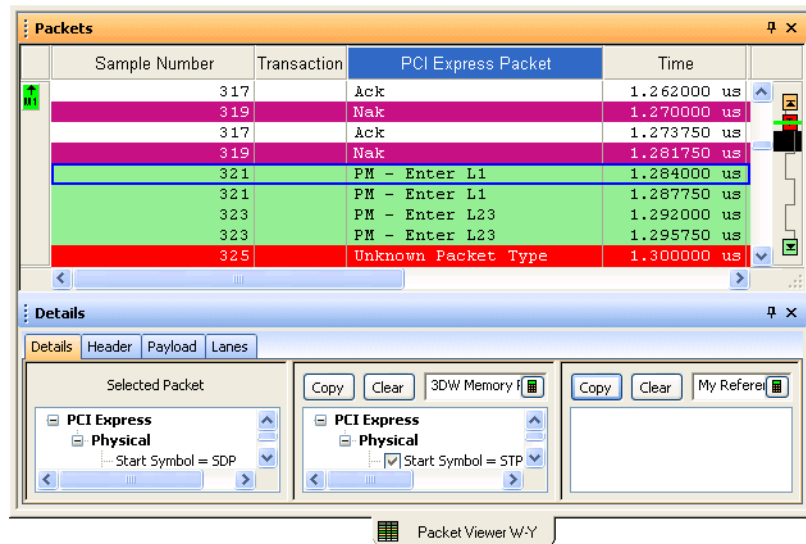 Packets
Sample Number Transaction PCI Express Packet Time
M1 317 Ack 1.262000 us
319 Nak 1.270000 us
317 Ack 1.273750 us
319 Nak 1.281750 us
321 PM - Enter L1 1.284000 us
321 PM - Enter L1 1.287750 us
323 PM - Enter L23 1.292000 us
323 PM - Enter L23 1.295750 us
325 Unknown Packet Type 1.300000 us
Details
Details Header Payload Lanes
Selected Packet Copy Clear 3DW Memory Copy Clear My Refere
PCI Express PCI Express
Physical Physical
Start Symbol = SDP Start Symbol = STP
Packet Viewer W-Y